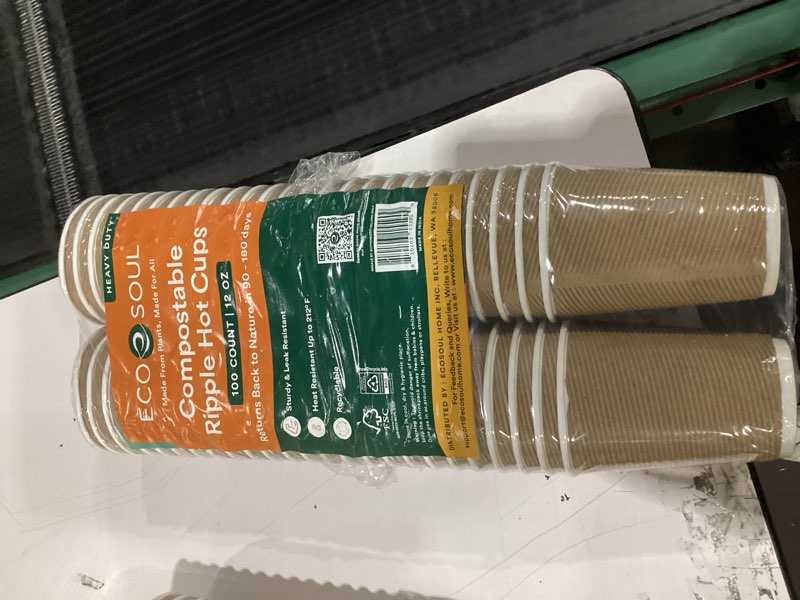 HEAVY DUTY
ECO SOUL
Made From Plants, Made For All
Compostable
Ripple Hot Cups
100 COUNT | 12 OZ
Returns Back to Nature in 90 - 180 days
Sturdy & Leak Resistant
Heat Resistant Up to 212° F
Recyclable
FSC
DISTRIBUTED BY : ECOSOUL HOME INC. BELLEVUE, WA 98006
For Feedback and Queries, Write to us at :
support@ecosoulhome.com or Visit us at : www.ecosoulhome.com